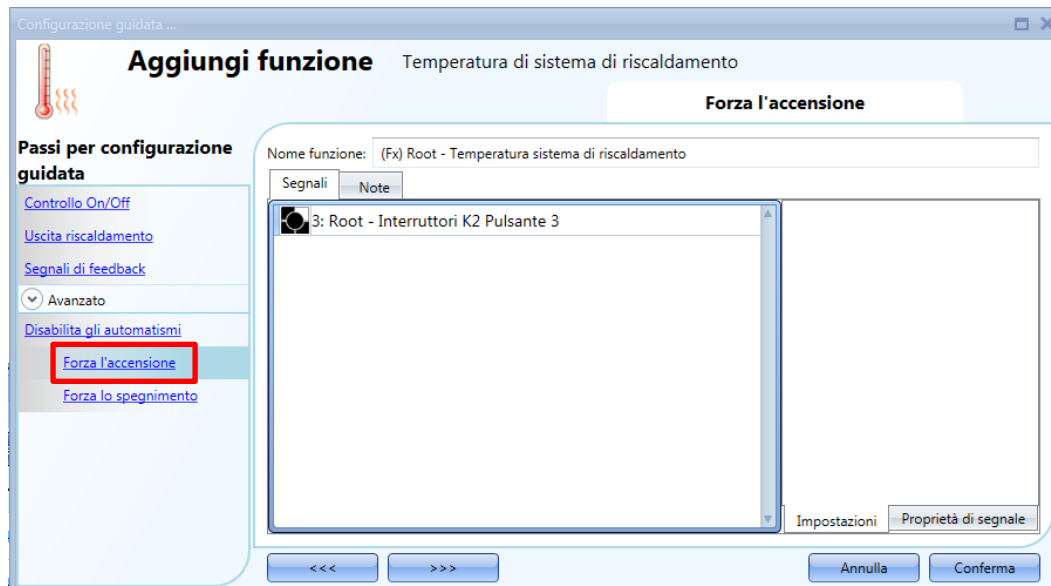 Configurazione guidata ...
Aggiungi funzione Temperatura di sistema di riscaldamento
Forza l'accensione
Passi per configurazione
guidata
Controllo On/Off
Uscita riscaldamento
Segnali di feedback
Avanzato
Disabilita gli automatismi
Forza l'accensione
Forza lo spegnimento
Nome funzione: (Fx) Root - Temperatura sistema di riscaldamento
Segnali Note
3: Root - Interruttori K2 Pulsante 3
Impostazioni Proprietà di segnale
<<< >>> Annulla Conferma